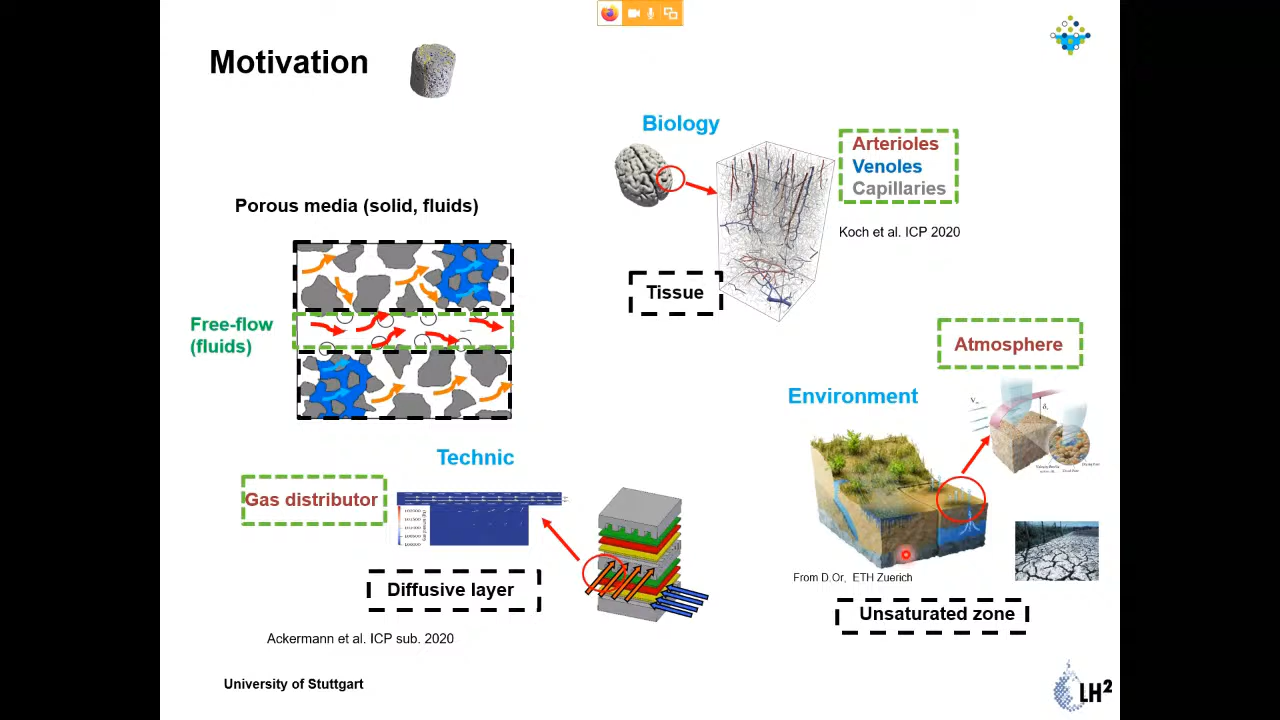 Motivation
Biology
Arterioles
Venoles
Capillaries
Koch et al. ICP 2020
Tissue
Porous media (solid, fluids)
Free-flow
(fluids)
Atmosphere
Environment
Technic
Gas distributor
Diffusive layer
From D.Or, ETH Zuerich
Unsaturated zone
Ackermann et al. ICP sub. 2020
University of Stuttgart
LH²